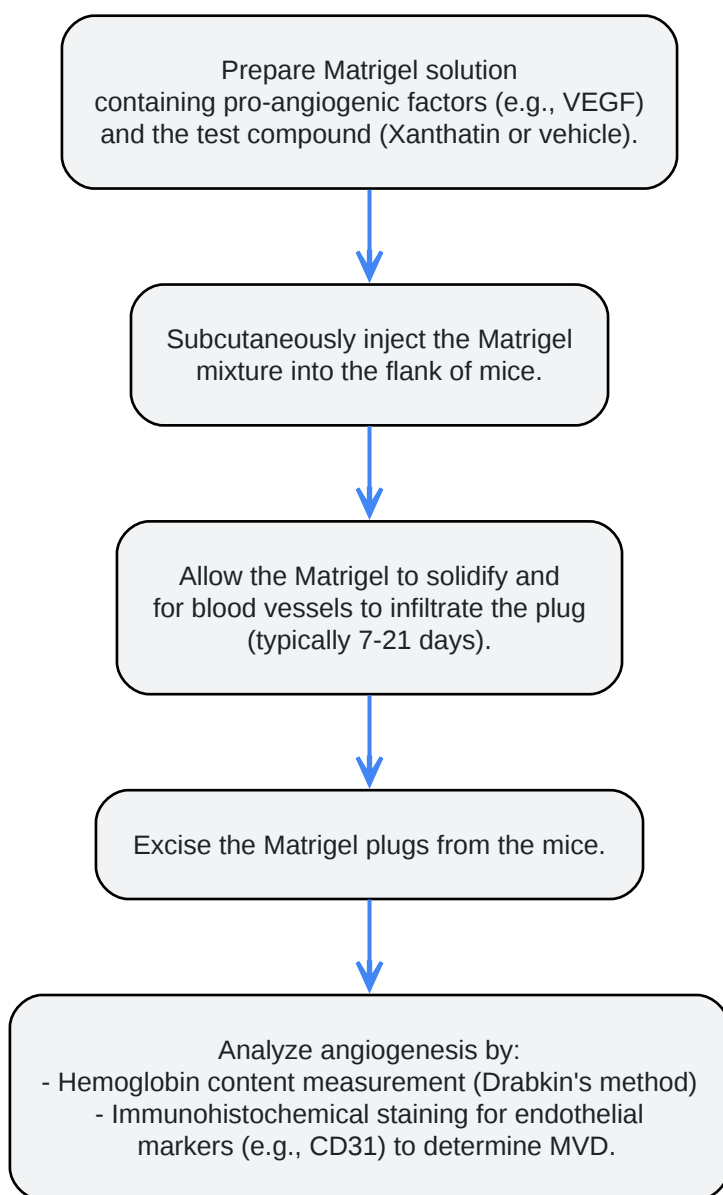 Prepare Matrigel solution
containing pro-angiogenic factors (e.g., VEGF)
and the test compound (Xanthatin or vehicle).
Subcutaneously inject the Matrigel
mixture into the flank of mice.
Allow the Matrigel to solidify and
for blood vessels to infiltrate the plug
(typically 7-21 days).
Excise the Matrigel plugs from the mice.
Analyze angiogenesis by:
- Hemoglobin content measurement (Drabkin's method)
- Immunohistochemical staining for endothelial
markers (e.g., CD31) to determine MVD.